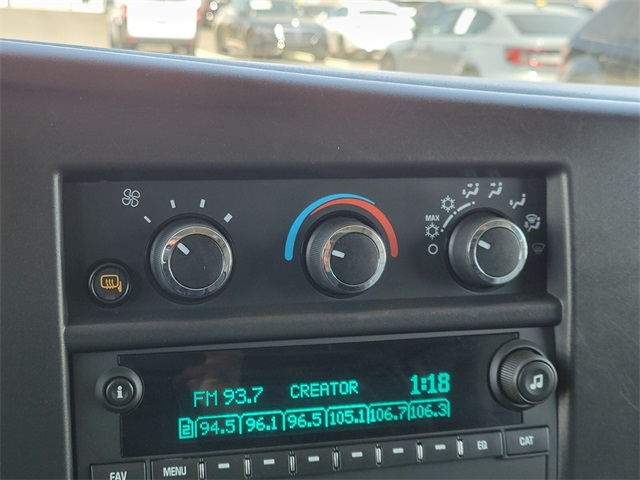 MAX
FM 93.7 CREATOR 1:18
2 94.5 96.1 96.5 105.1 106.7 106.3
FAV MENU EQ CAT